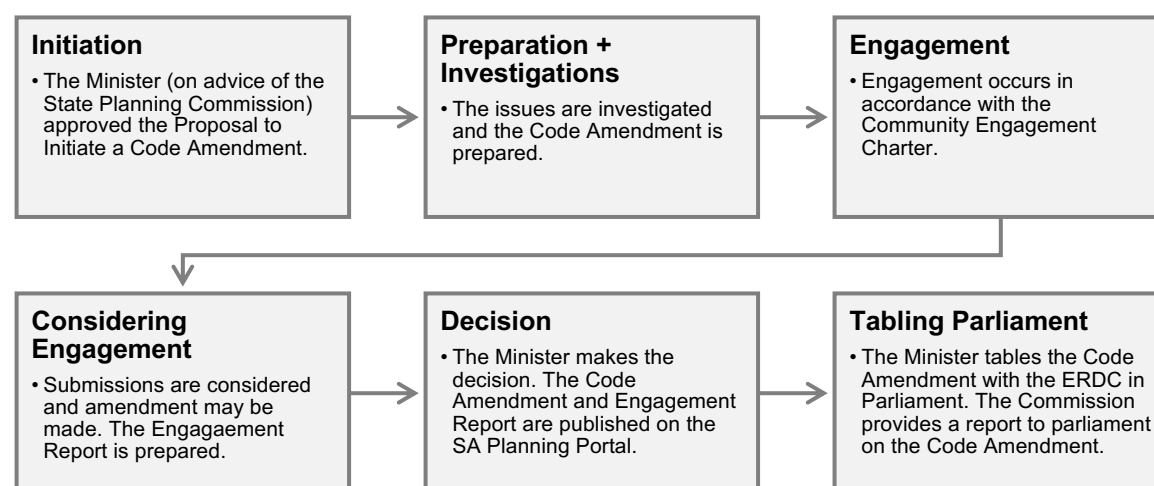 Initiation
• The Minister (on advice of the
State Planning Commission)
approved the Proposal to
Initiate a Code Amendment.
Preparation +
Investigations
• The issues are investigated
and the Code Amendment is
prepared.
Engagement
• Engagement occurs in
accordance with the
Community Engagement
Charter.
Considering
Engagement
• Submissions are considered
and amendment may be
made. The Engagaement
Report is prepared.
Decision
• The Minister makes the
decision. The Code
Amendment and Engagement
Report are published on the
SA Planning Portal.
Tabling Parliament
• The Minister tables the Code
Amendment with the ERDC in
Parliament. The Commission
provides a report to parliament
on the Code Amendment.